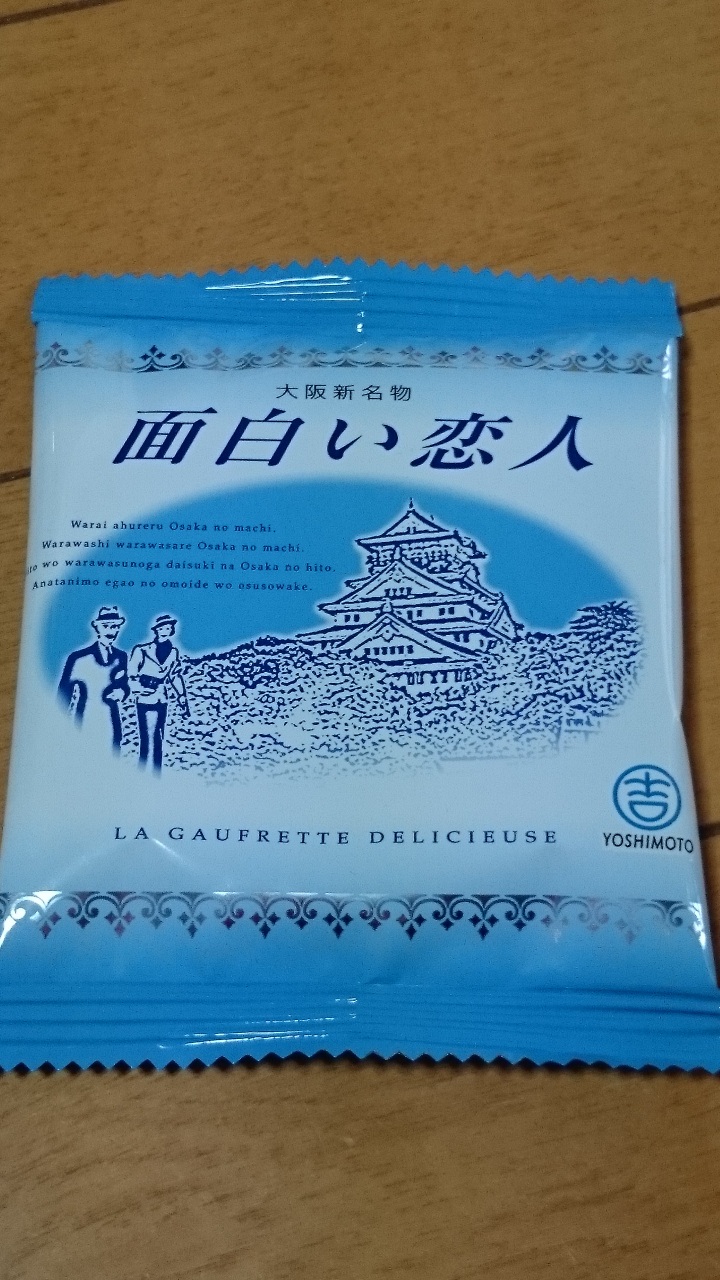 大阪新名物
面白い恋人
Warai ahureru Osaka no machi.
Warawashi warawasare Osaka no machi.
ito wo warawasunoga daisuki na Osaka no hito.
Anatanimo egao no omoide wo osusowake.
吉
YOSHIMOTO
LA GAUFRETTE DELICIEUSE